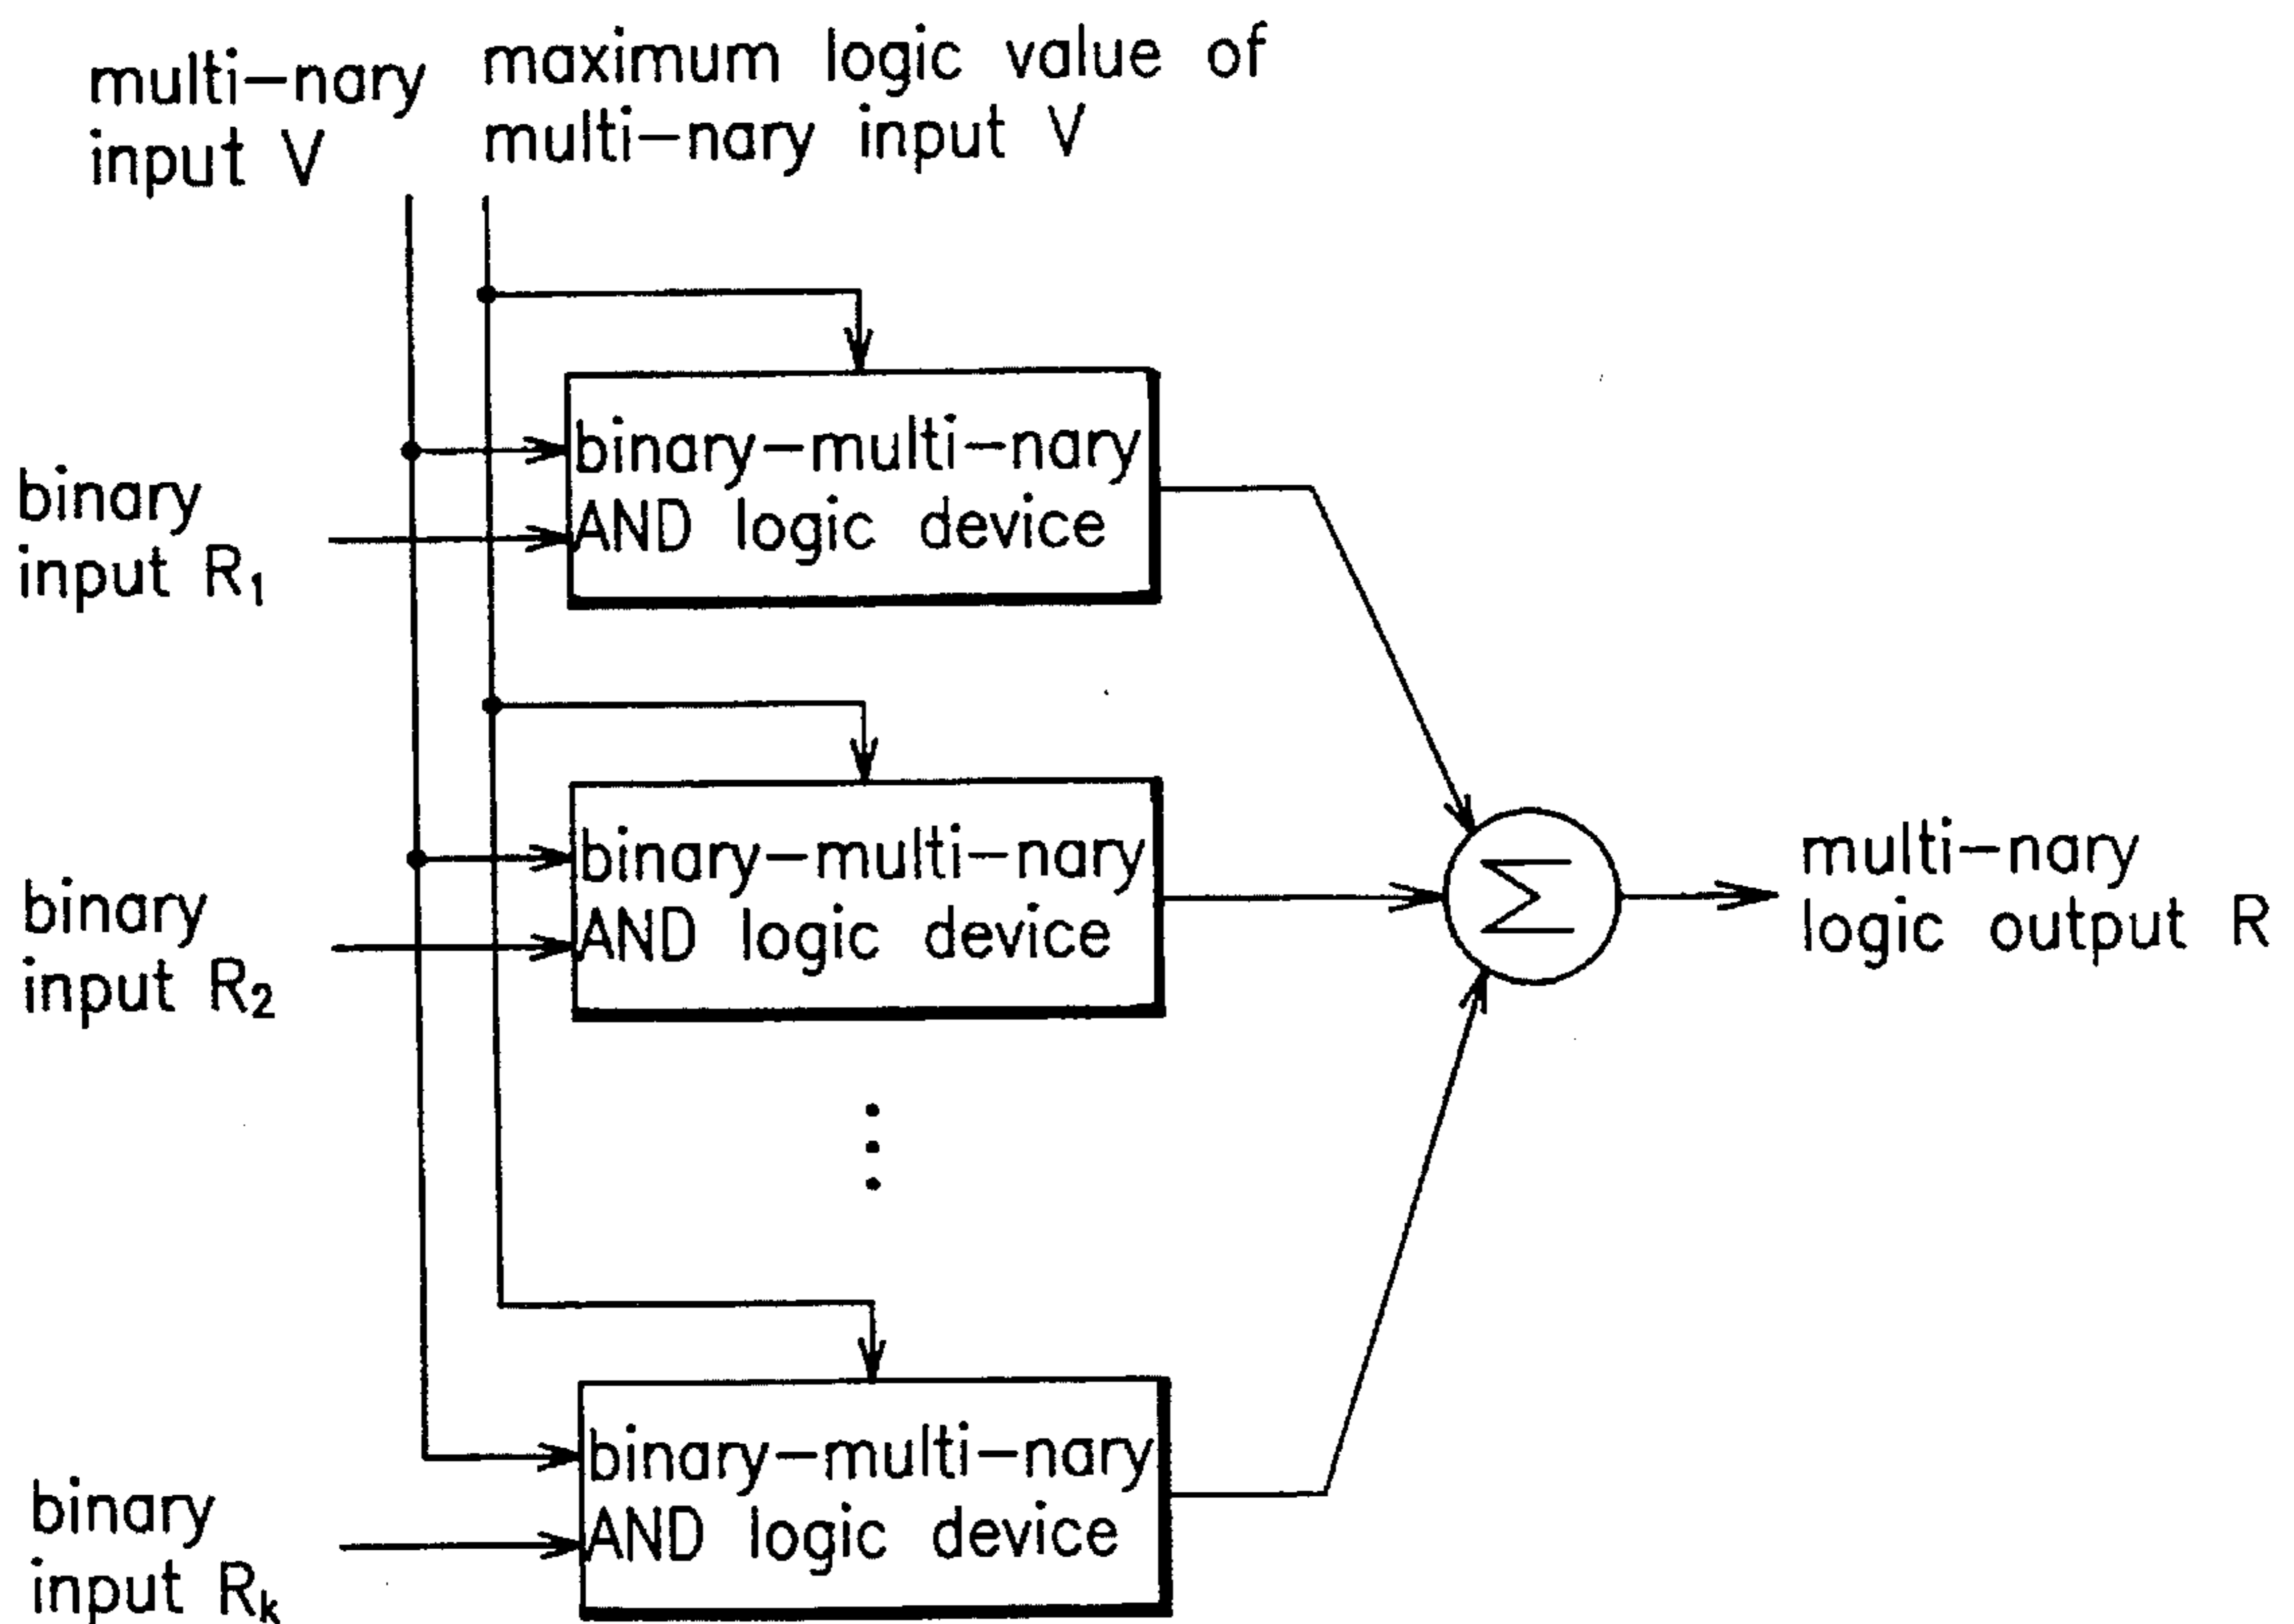 multi-nary
input V
maximum logic value of
multi-nary input V
binary
input R₁
binary-multi-nary
AND logic device
binary
input R₂
binary-multi-nary
AND logic device
Σ
multi-nary
logic output R
binary
input Rₖ
binary-multi-nary
AND logic device